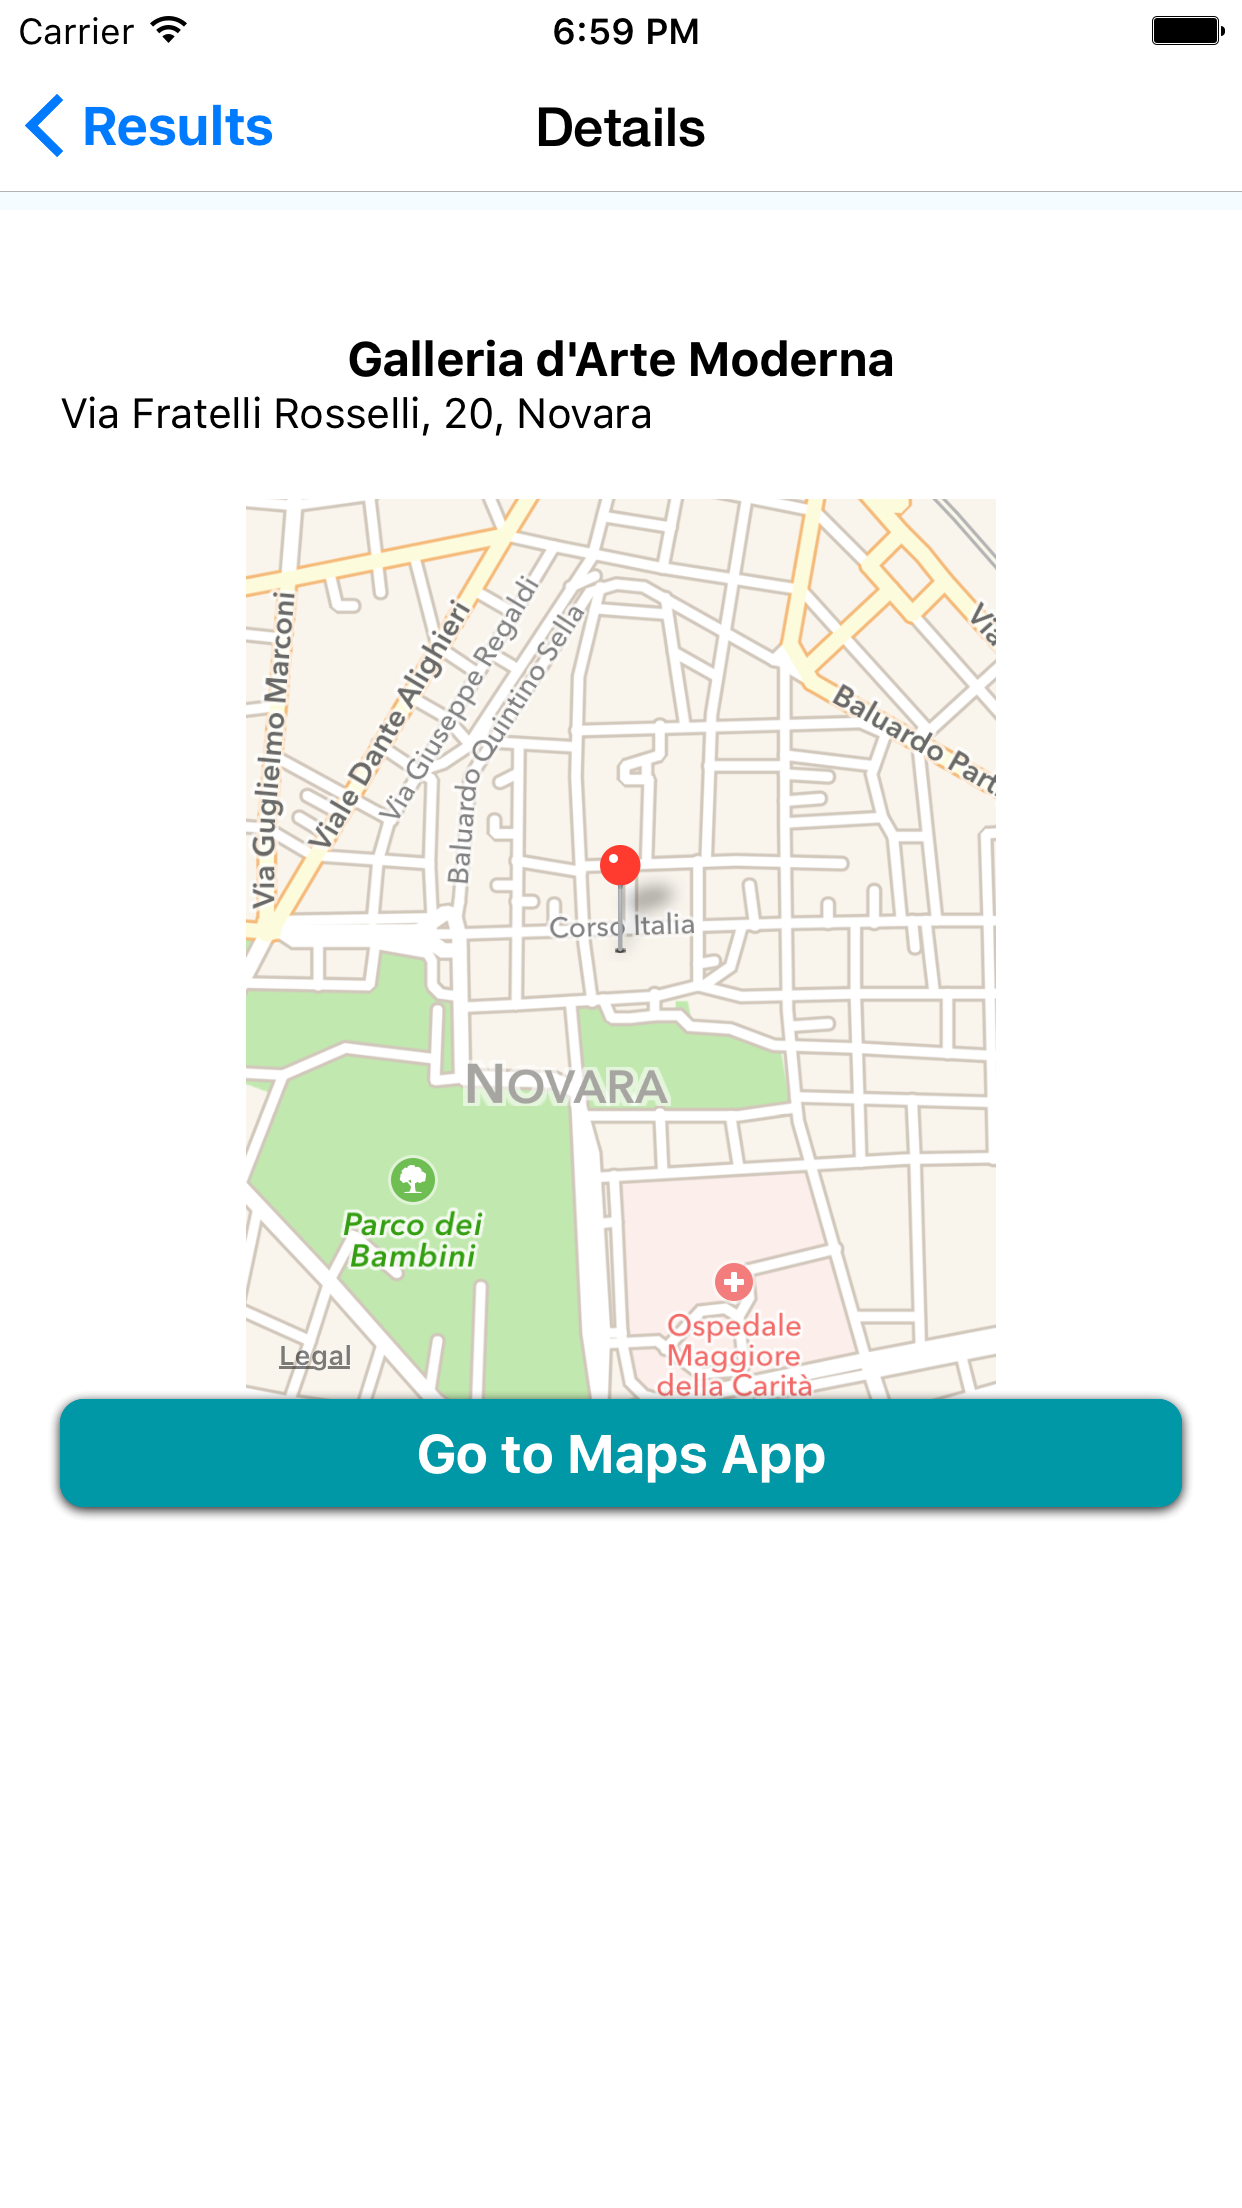 Carrier 6:59 PM
Results Details
Galleria d'Arte Moderna
Via Fratelli Rosselli, 20, Novara
Via Guglielmo Marconi
Viale Dante Alighieri
Via Giuseppe Regaldi
Baluardo Quintino Sella
Via
Baluardo Part
Corso Italia
NOVARA
Parco dei
Bambini
Ospedale
Maggiore
della Carità
Legal
Go to Maps App